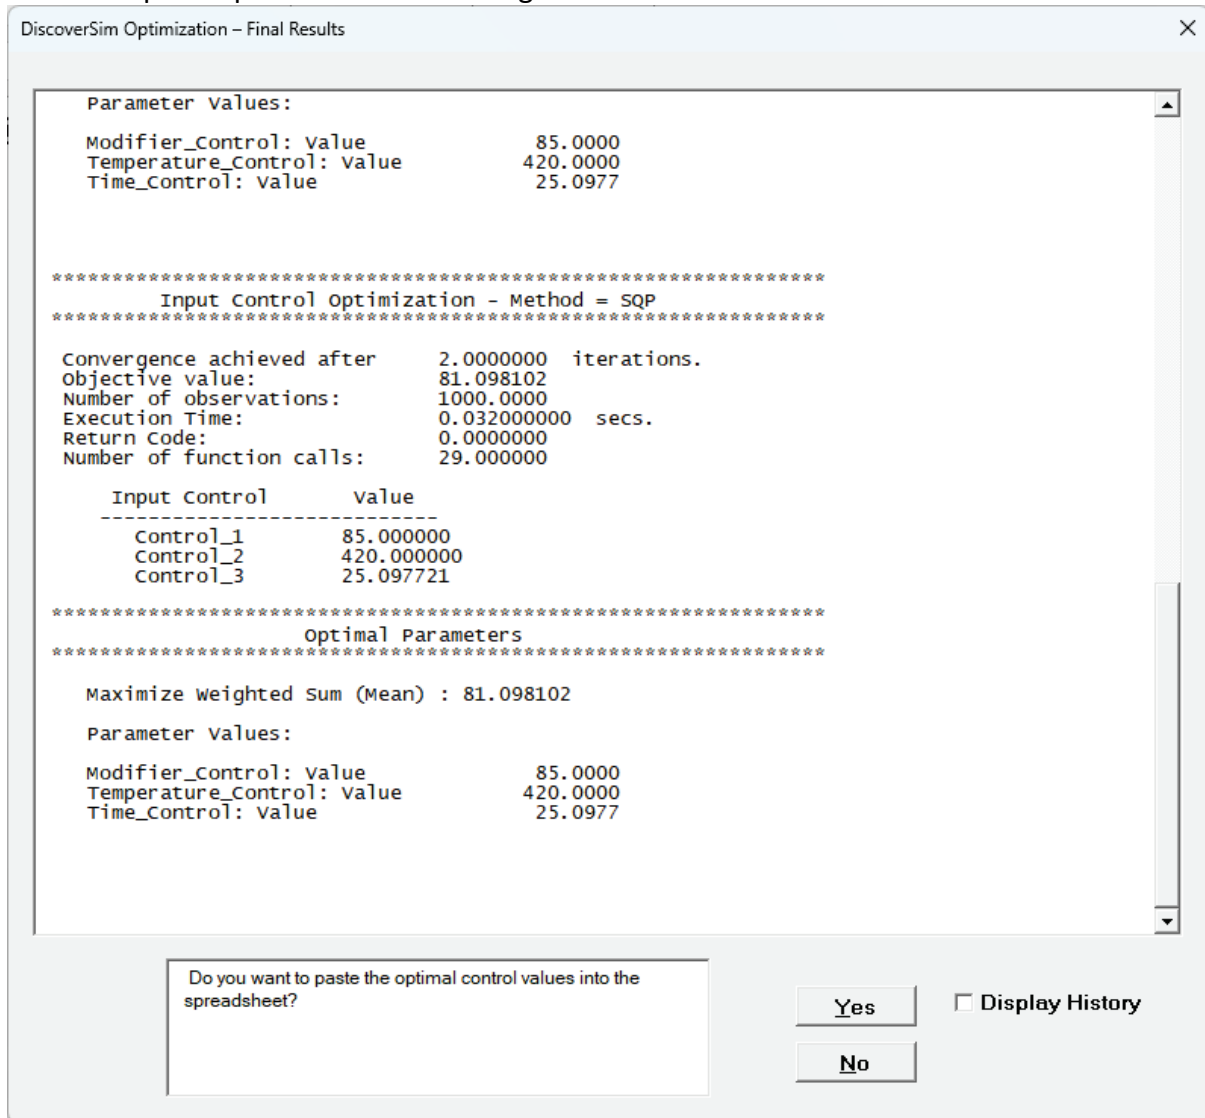 DiscoverSim Optimization – Final Results
Parameter Values:
Modifier_Control: Value 85.0000
Temperature_Control: Value 420.0000
Time_Control: Value 25.0977
****************************************************************
Input Control Optimization - Method = SQP
****************************************************************
Convergence achieved after 2.0000000 iterations.
Objective value: 81.098102
Number of observations: 1000.0000
Execution Time: 0.032000000 secs.
Return Code: 0.0000000
Number of function calls: 29.000000
Input Control Value
----------------------------
Control_1 85.000000
Control_2 420.000000
Control_3 25.097721
****************************************************************
Optimal Parameters
****************************************************************
Maximize Weighted Sum (Mean) : 81.098102
Parameter Values:
Modifier_Control: Value 85.0000
Temperature_Control: Value 420.0000
Time_Control: Value 25.0977
Do you want to paste the optimal control values into the
spreadsheet?
Yes
Display History
No